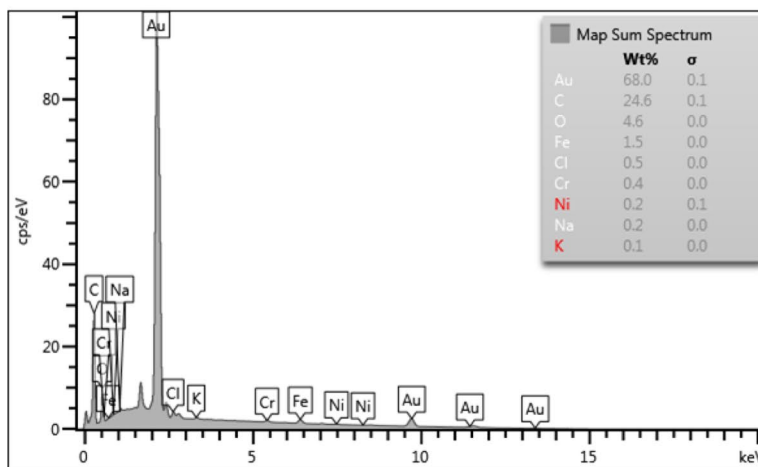 Map Sum Spectrum
Wt% σ
Au 68.0 0.1
C 24.6 0.1
O 4.6 0.0
Fe 1.5 0.0
Cl 0.5 0.0
Cr 0.4 0.0
Ni 0.2 0.1
Na 0.2 0.0
K 0.1 0.0
Au
80
60
cps/eV
40
C Na
Ni
Cr
20
O
Fe
Cl K Cr Fe Ni Ni Au Au Au
0
0 5 10 15 keV